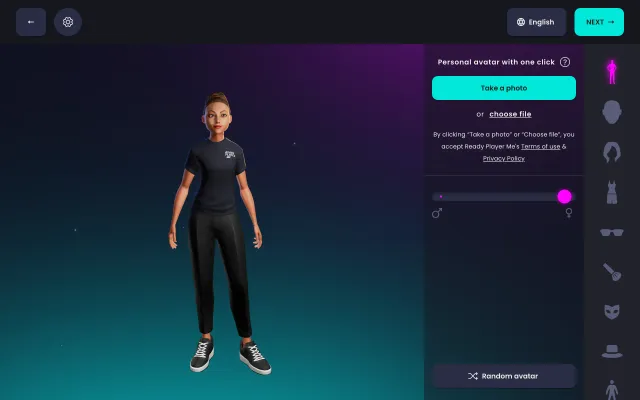 English
NEXT →
Personal avatar with one click ?
Take a photo
or choose file
By clicking “Take a photo” or “Choose file”, you
accept Ready Player Me's Terms of use &
Privacy Policy
Random avatar